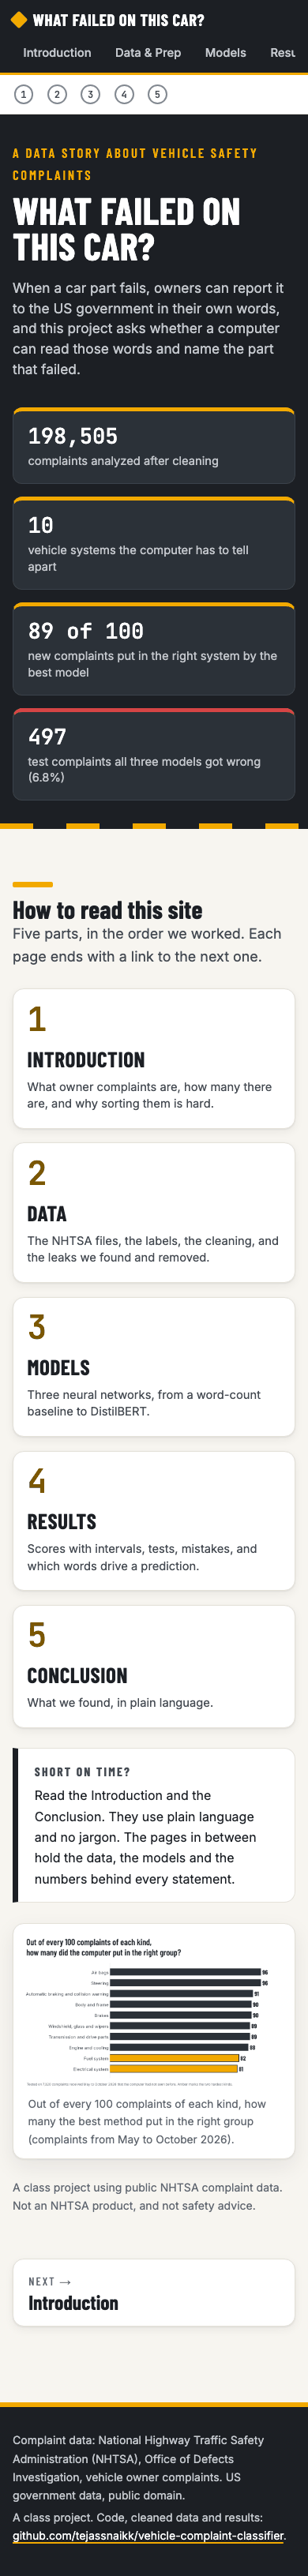 WHAT FAILED ON THIS CAR?
Introduction Data & Prep Models Resu
1 2 3 4 5
A DATA STORY ABOUT VEHICLE SAFETY
COMPLAINTS
WHAT FAILED ON
THIS CAR?
When a car part fails, owners can report it
to the US government in their own words,
and this project asks whether a computer
can read those words and name the part
that failed.
198,505
complaints analyzed after cleaning
10
vehicle systems the computer has to tell
apart
89 of 100
new complaints put in the right system by the
best model
497
test complaints all three models got wrong
(6.8%)
How to read this site
Five parts, in the order we worked. Each
page ends with a link to the next one.
1
INTRODUCTION
What owner complaints are, how many there
are, and why sorting them is hard.
2
DATA
The NHTSA files, the labels, the cleaning, and
the leaks we found and removed.
3
MODELS
Three neural networks, from a word-count
baseline to DistilBERT.
4
RESULTS
Scores with intervals, tests, mistakes, and
which words drive a prediction.
5
CONCLUSION
What we found, in plain language.
SHORT ON TIME?
Read the Introduction and the
Conclusion. They use plain language
and no jargon. The pages in between
hold the data, the models and the
numbers behind every statement.
Out of every 100 complaints of each kind,
how many did the computer put in the right group?
Air bags 96
Steering 96
Automatic braking and collision warning 91
Body and frame 90
Brakes 90
Windshield, glass and wipers 89
Transmission and drive parts 89
Engine and cooling 88
Fuel system 82
Electrical system 81
Out of every 100 complaints of each kind, how
many the best method put in the right group
(complaints from May to October 2026).
A class project using public NHTSA complaint data.
Not an NHTSA product, and not safety advice.
NEXT →
Introduction
Complaint data: National Highway Traffic Safety
Administration (NHTSA), Office of Defects
Investigation, vehicle owner complaints. US
government data, public domain.
A class project. Code, cleaned data and results:
github.com/tejassnaikk/vehicle-complaint-classifier.